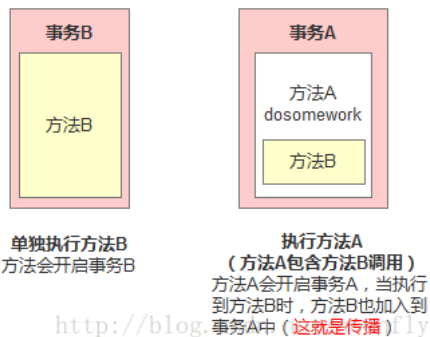 事务B
方法B
单独执行方法B
方法会开启事务B
事务A
方法A
dosomework
方法B
执行方法A
（方法A包含方法B调用）
方法A会开启事务A，当执行
到方法B时，方法B也加入到
事务A中（这就是传播）
http://blog.
fly